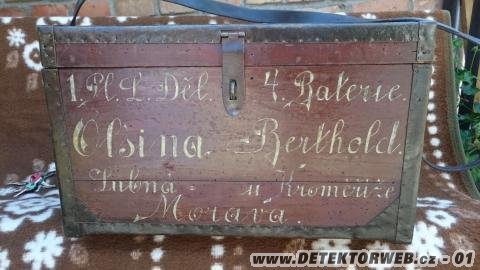 1. Pl. L. Děl. 4. Baterie.
Olšina. Berthold.
Lubná u Kroměříže
Morava.
www.DETEKTORWEB.cz - 01